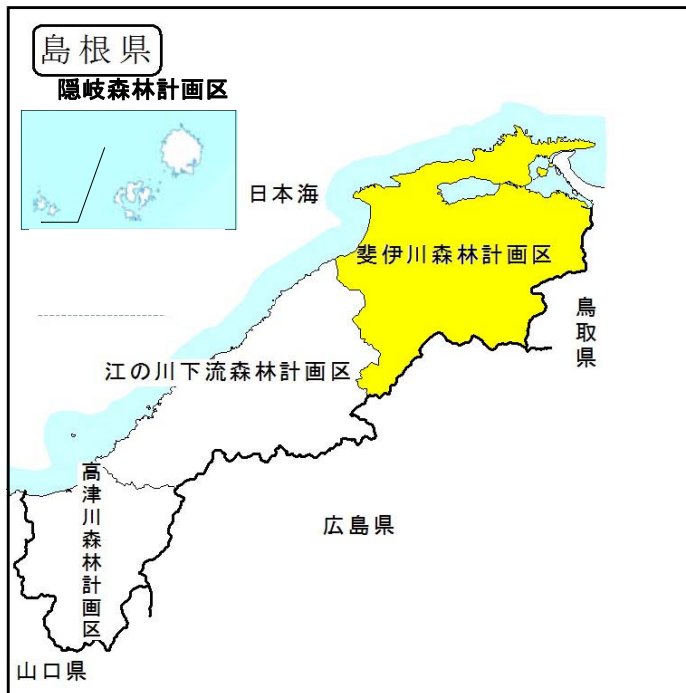 島根県
隠岐森林計画区
日本海
斐伊川森林計画区
鳥取県
江の川下流森林計画区
高津川森林計画区
広島県
山口県